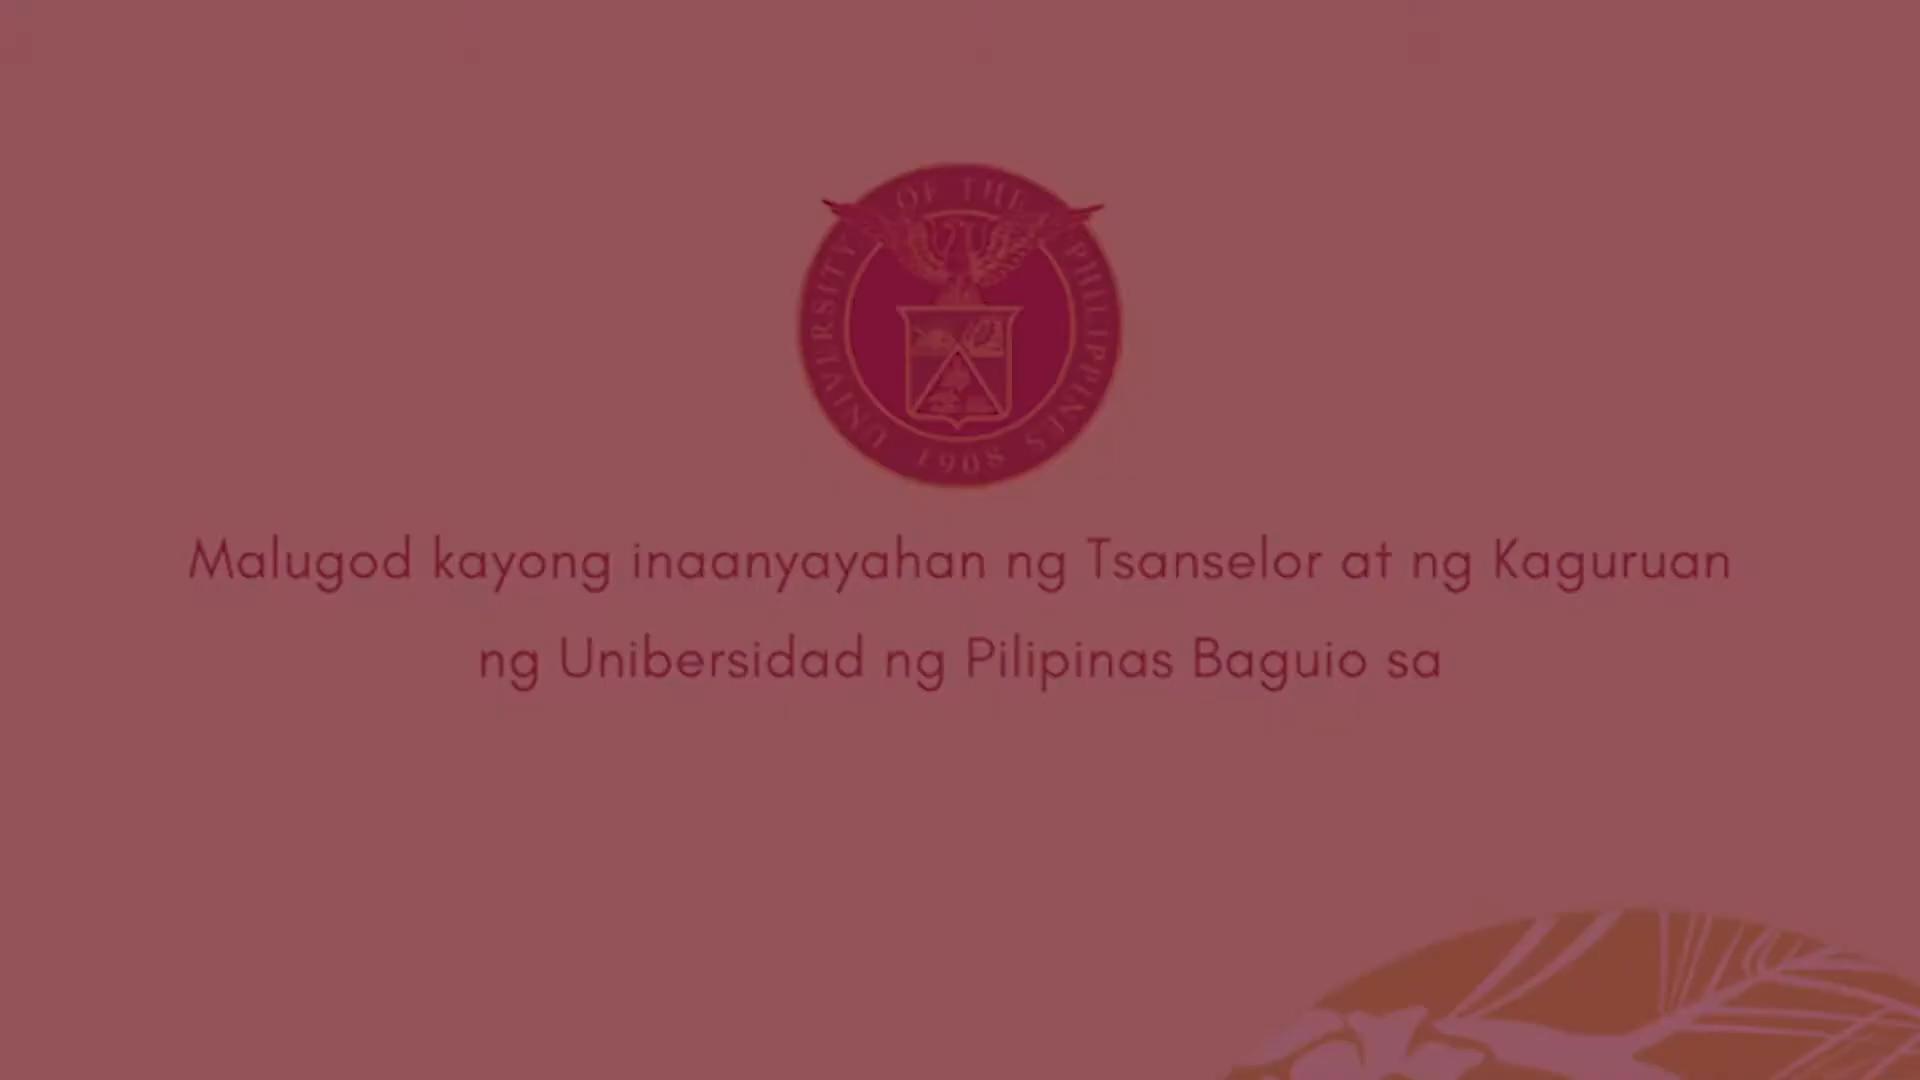 UNIVERSITY OF THE PHILIPPINES
1908
Malugod kayong inaanyayahan ng Tsanselor at ng Kaguruan
ng Unibersidad ng Pilipinas Baguio sa